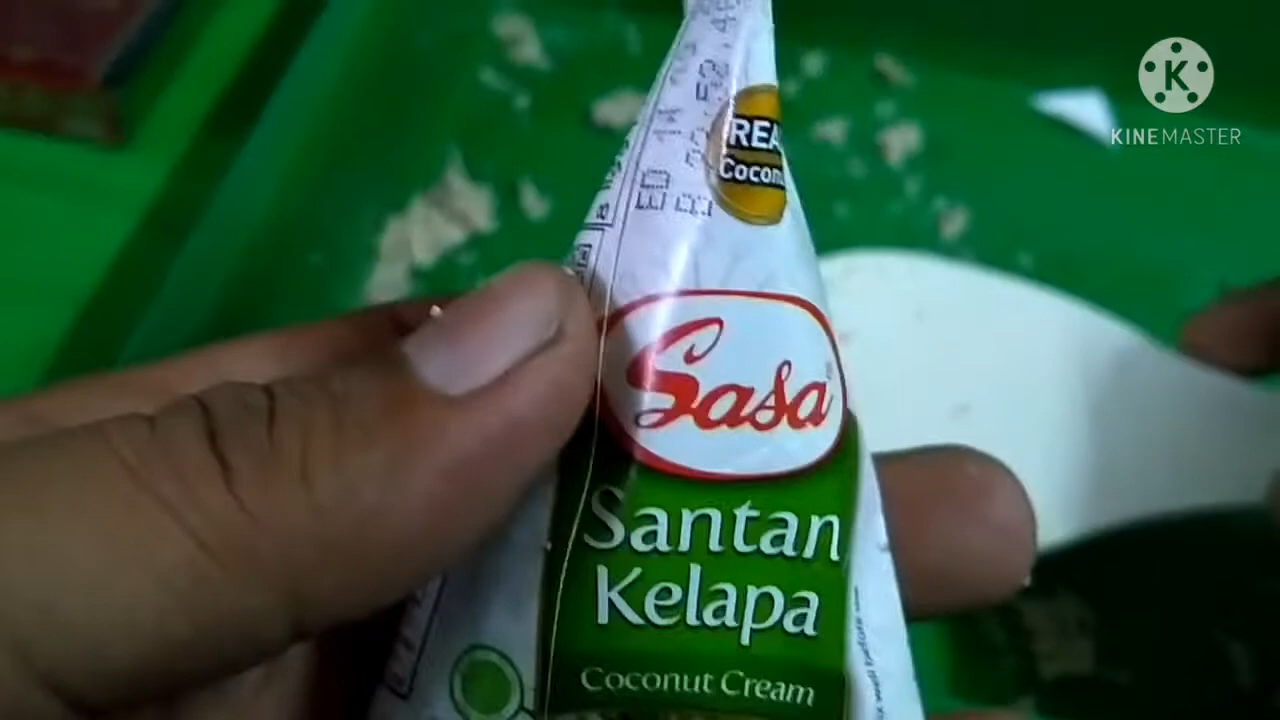 KINEMASTER
REA
Coconu
Sasa
Santan
Kelapa
Coconut Cream